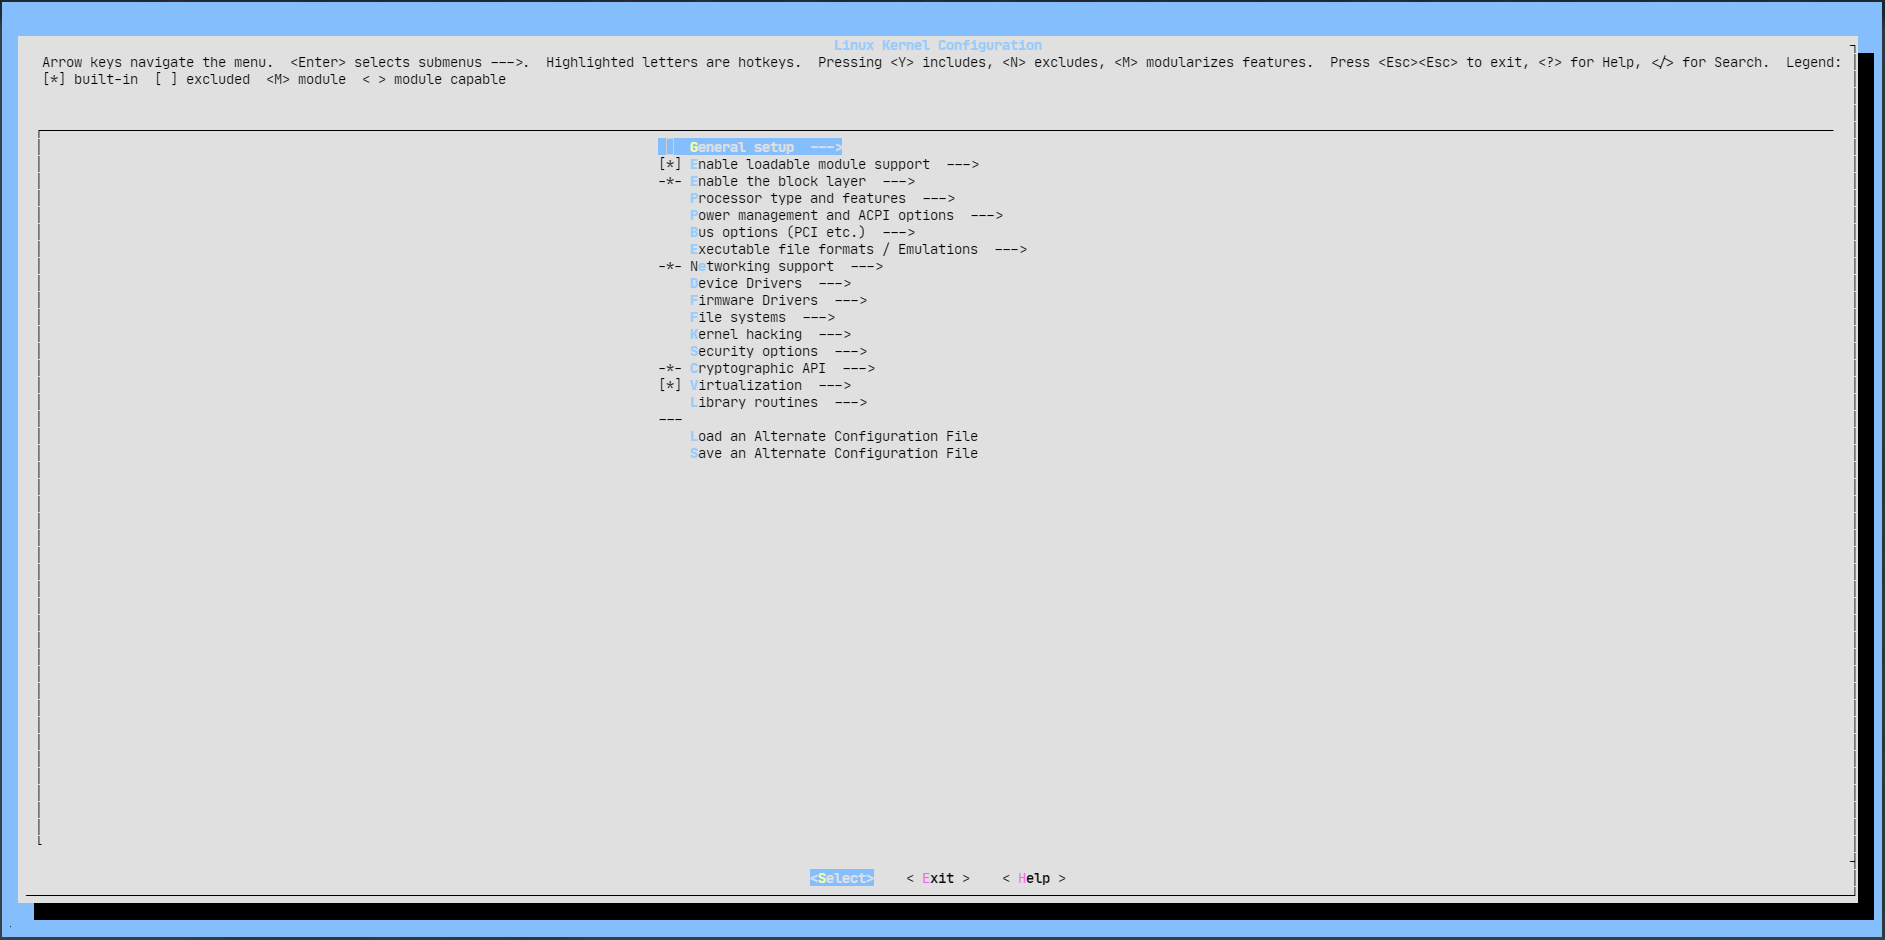 Linux Kernel Configuration
Arrow keys navigate the menu.  <Enter> selects submenus --->.  Highlighted letters are hotkeys.  Pressing <Y> includes, <N> excludes, <M> modularizes features.  Press <Esc><Esc> to exit, <?> for Help, </> for Search.  Legend:
[*] built-in  [ ] excluded  <M> module  < > module capable
General setup  --->
[*] Enable loadable module support  --->
-*- Enable the block layer  --->
Processor type and features  --->
Power management and ACPI options  --->
Bus options (PCI etc.)  --->
Executable file formats / Emulations  --->
-*- Networking support  --->
Device Drivers  --->
Firmware Drivers  --->
File systems  --->
Kernel hacking  --->
Security options  --->
-*- Cryptographic API  --->
[*] Virtualization  --->
Library routines  --->
---
Load an Alternate Configuration File
Save an Alternate Configuration File
<Select>    < Exit >    < Help >